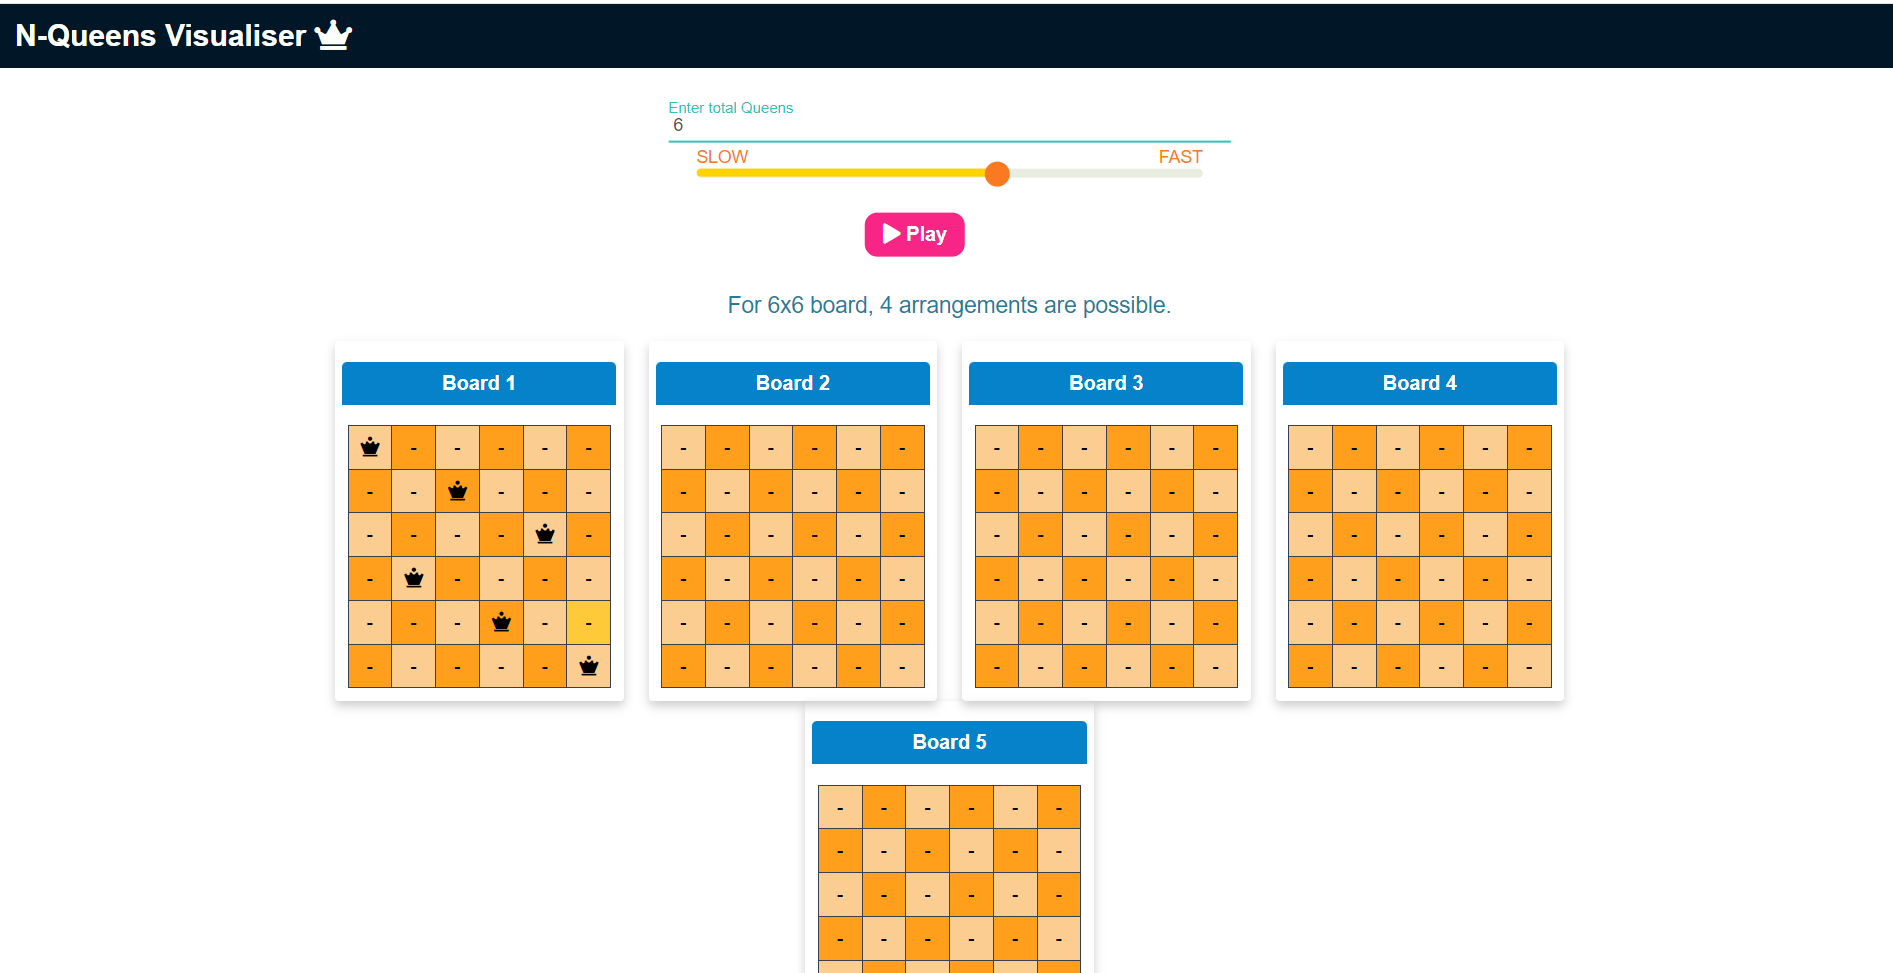 N-Queens Visualiser
Enter total Queens
6
SLOW FAST
Play
For 6x6 board, 4 arrangements are possible.
Board 1 Board 2 Board 3 Board 4
- - - - - - - - - - - - - - - - - - - - - - -
- - - - - - - - - - - - - - - - - - - - - - -
- - - - - - - - - - - - - - - - - - - - - - -
- - - - - - - - - - - - - - - - - - - - - - -
- - - - - - - - - - - - - - - - - - - - - - -
- - - - - - - - - - - - - - - - - - - - - - -
Board 5
- - - - - -
- - - - - -
- - - - - -
- - - - - -